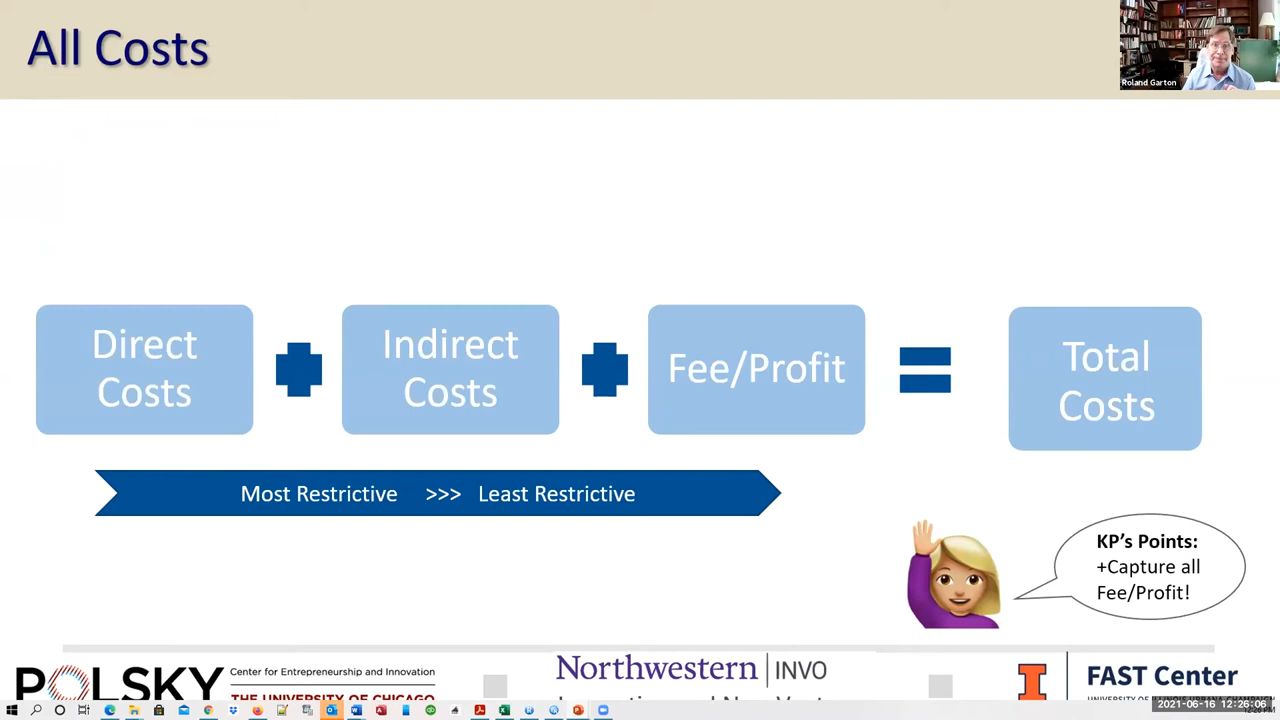 All Costs
Roland Garton
Direct
Costs
Indirect
Costs
Fee/Profit
Total
Costs
Most Restrictive >>> Least Restrictive
KP's Points:
+Capture all
Fee/Profit!
POLSKY
Center for Entrepreneurship and Innovation
THE UNIVERSITY OF CHICAGO
Northwestern | INVO
FAST Center
2021-06-16 12:26:06